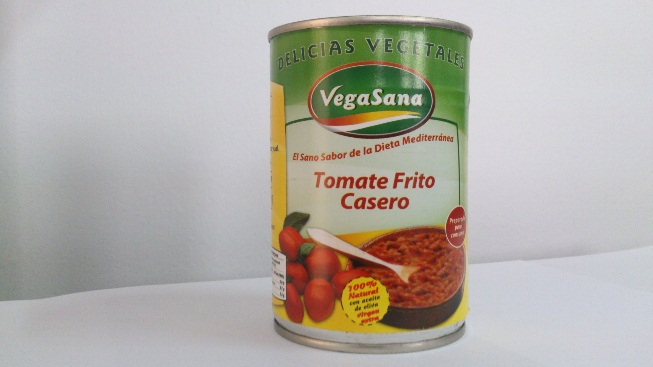 DELICIAS VEGETALES
VegaSana
El Sano Sabor de la Dieta Mediterránea
Tomate Frito
Casero
100%
Natural
con aceite
de oliva
virgen
extra